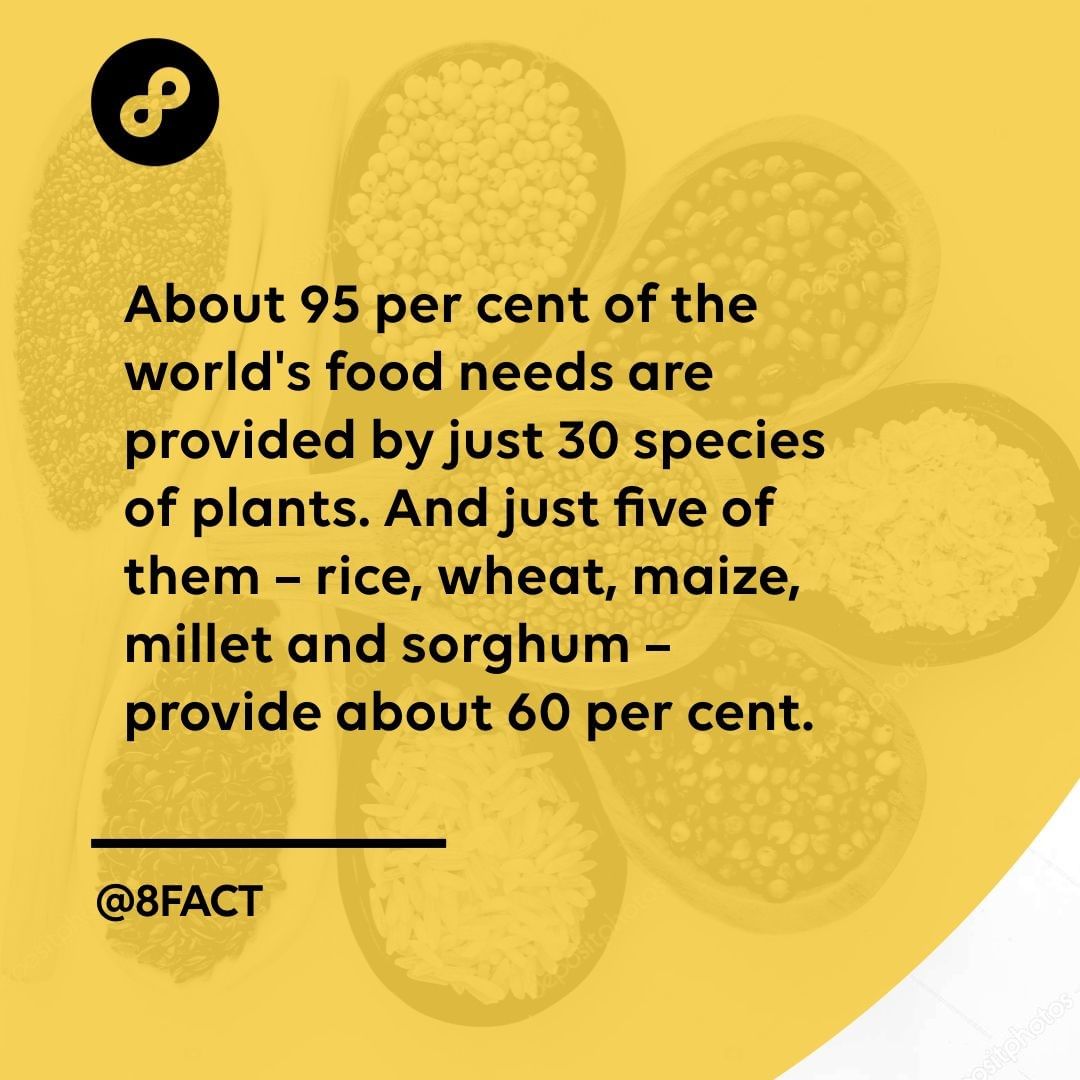 About 95 per cent of the
world's food needs are
provided by just 30 species
of plants. And just five of
them – rice, wheat, maize,
millet and sorghum –
provide about 60 per cent.
@8FACT